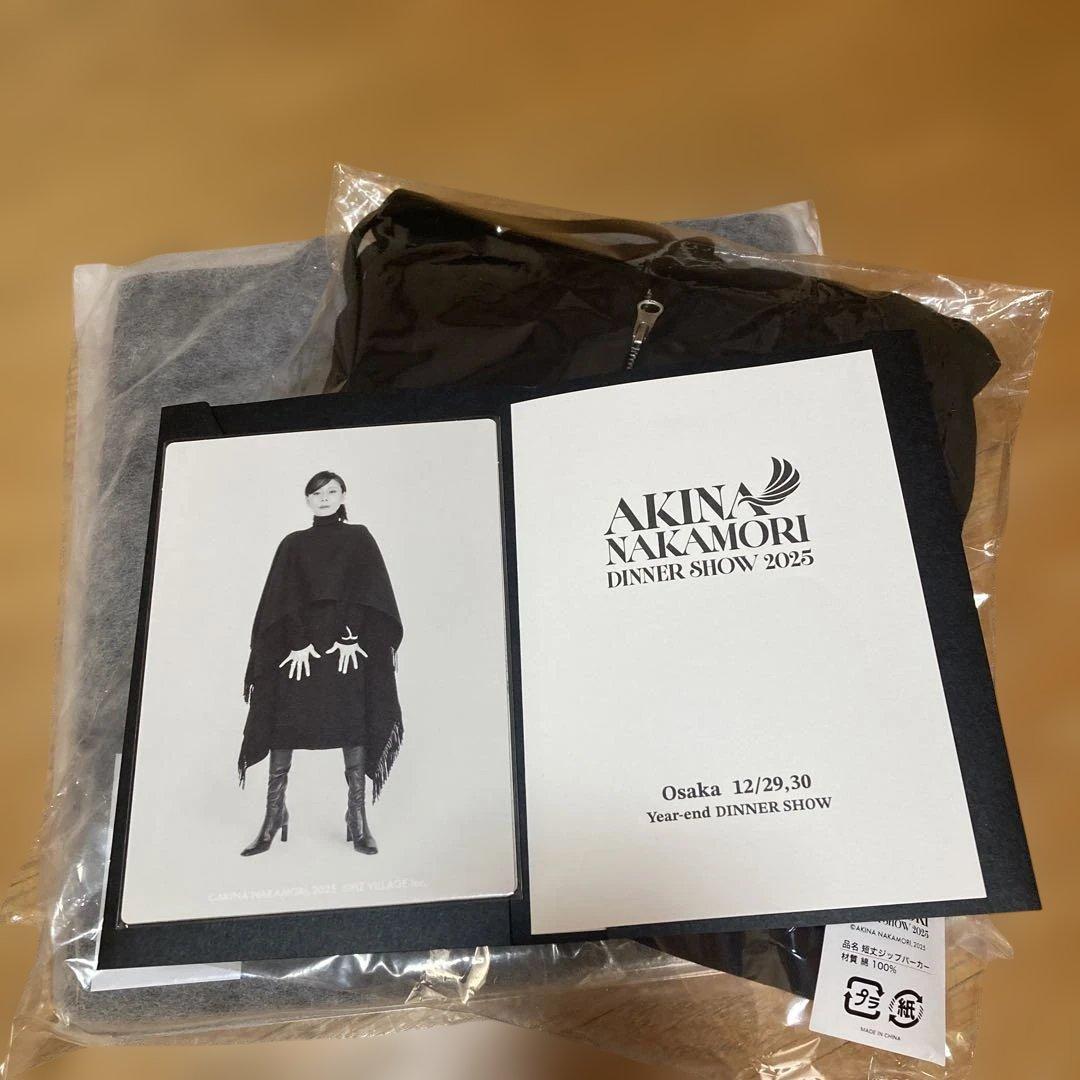 AKINA
NAKAMORI
DINNER SHOW 2025
Osaka 12/29,30
Year-end DINNER SHOW
©AKINA NAKAMORI, 2025
SHOW 2025
©AKINA NAKAMORI, 2025
品名 短丈ジップパーカー
材質 綿 100%
プラ
紙
MADE IN CHINA